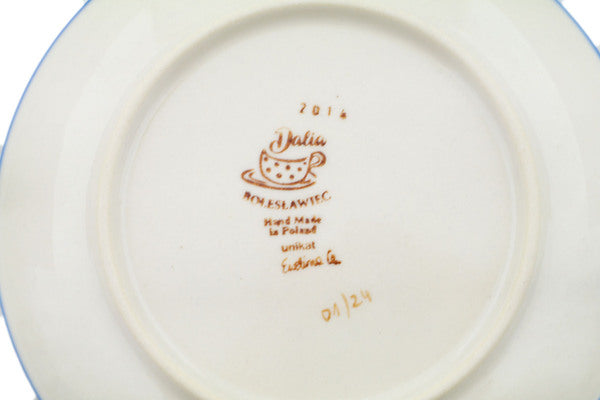 2014
Dalia
BOLESŁAWIEC
Hand Made
in Poland
unikat
01/24